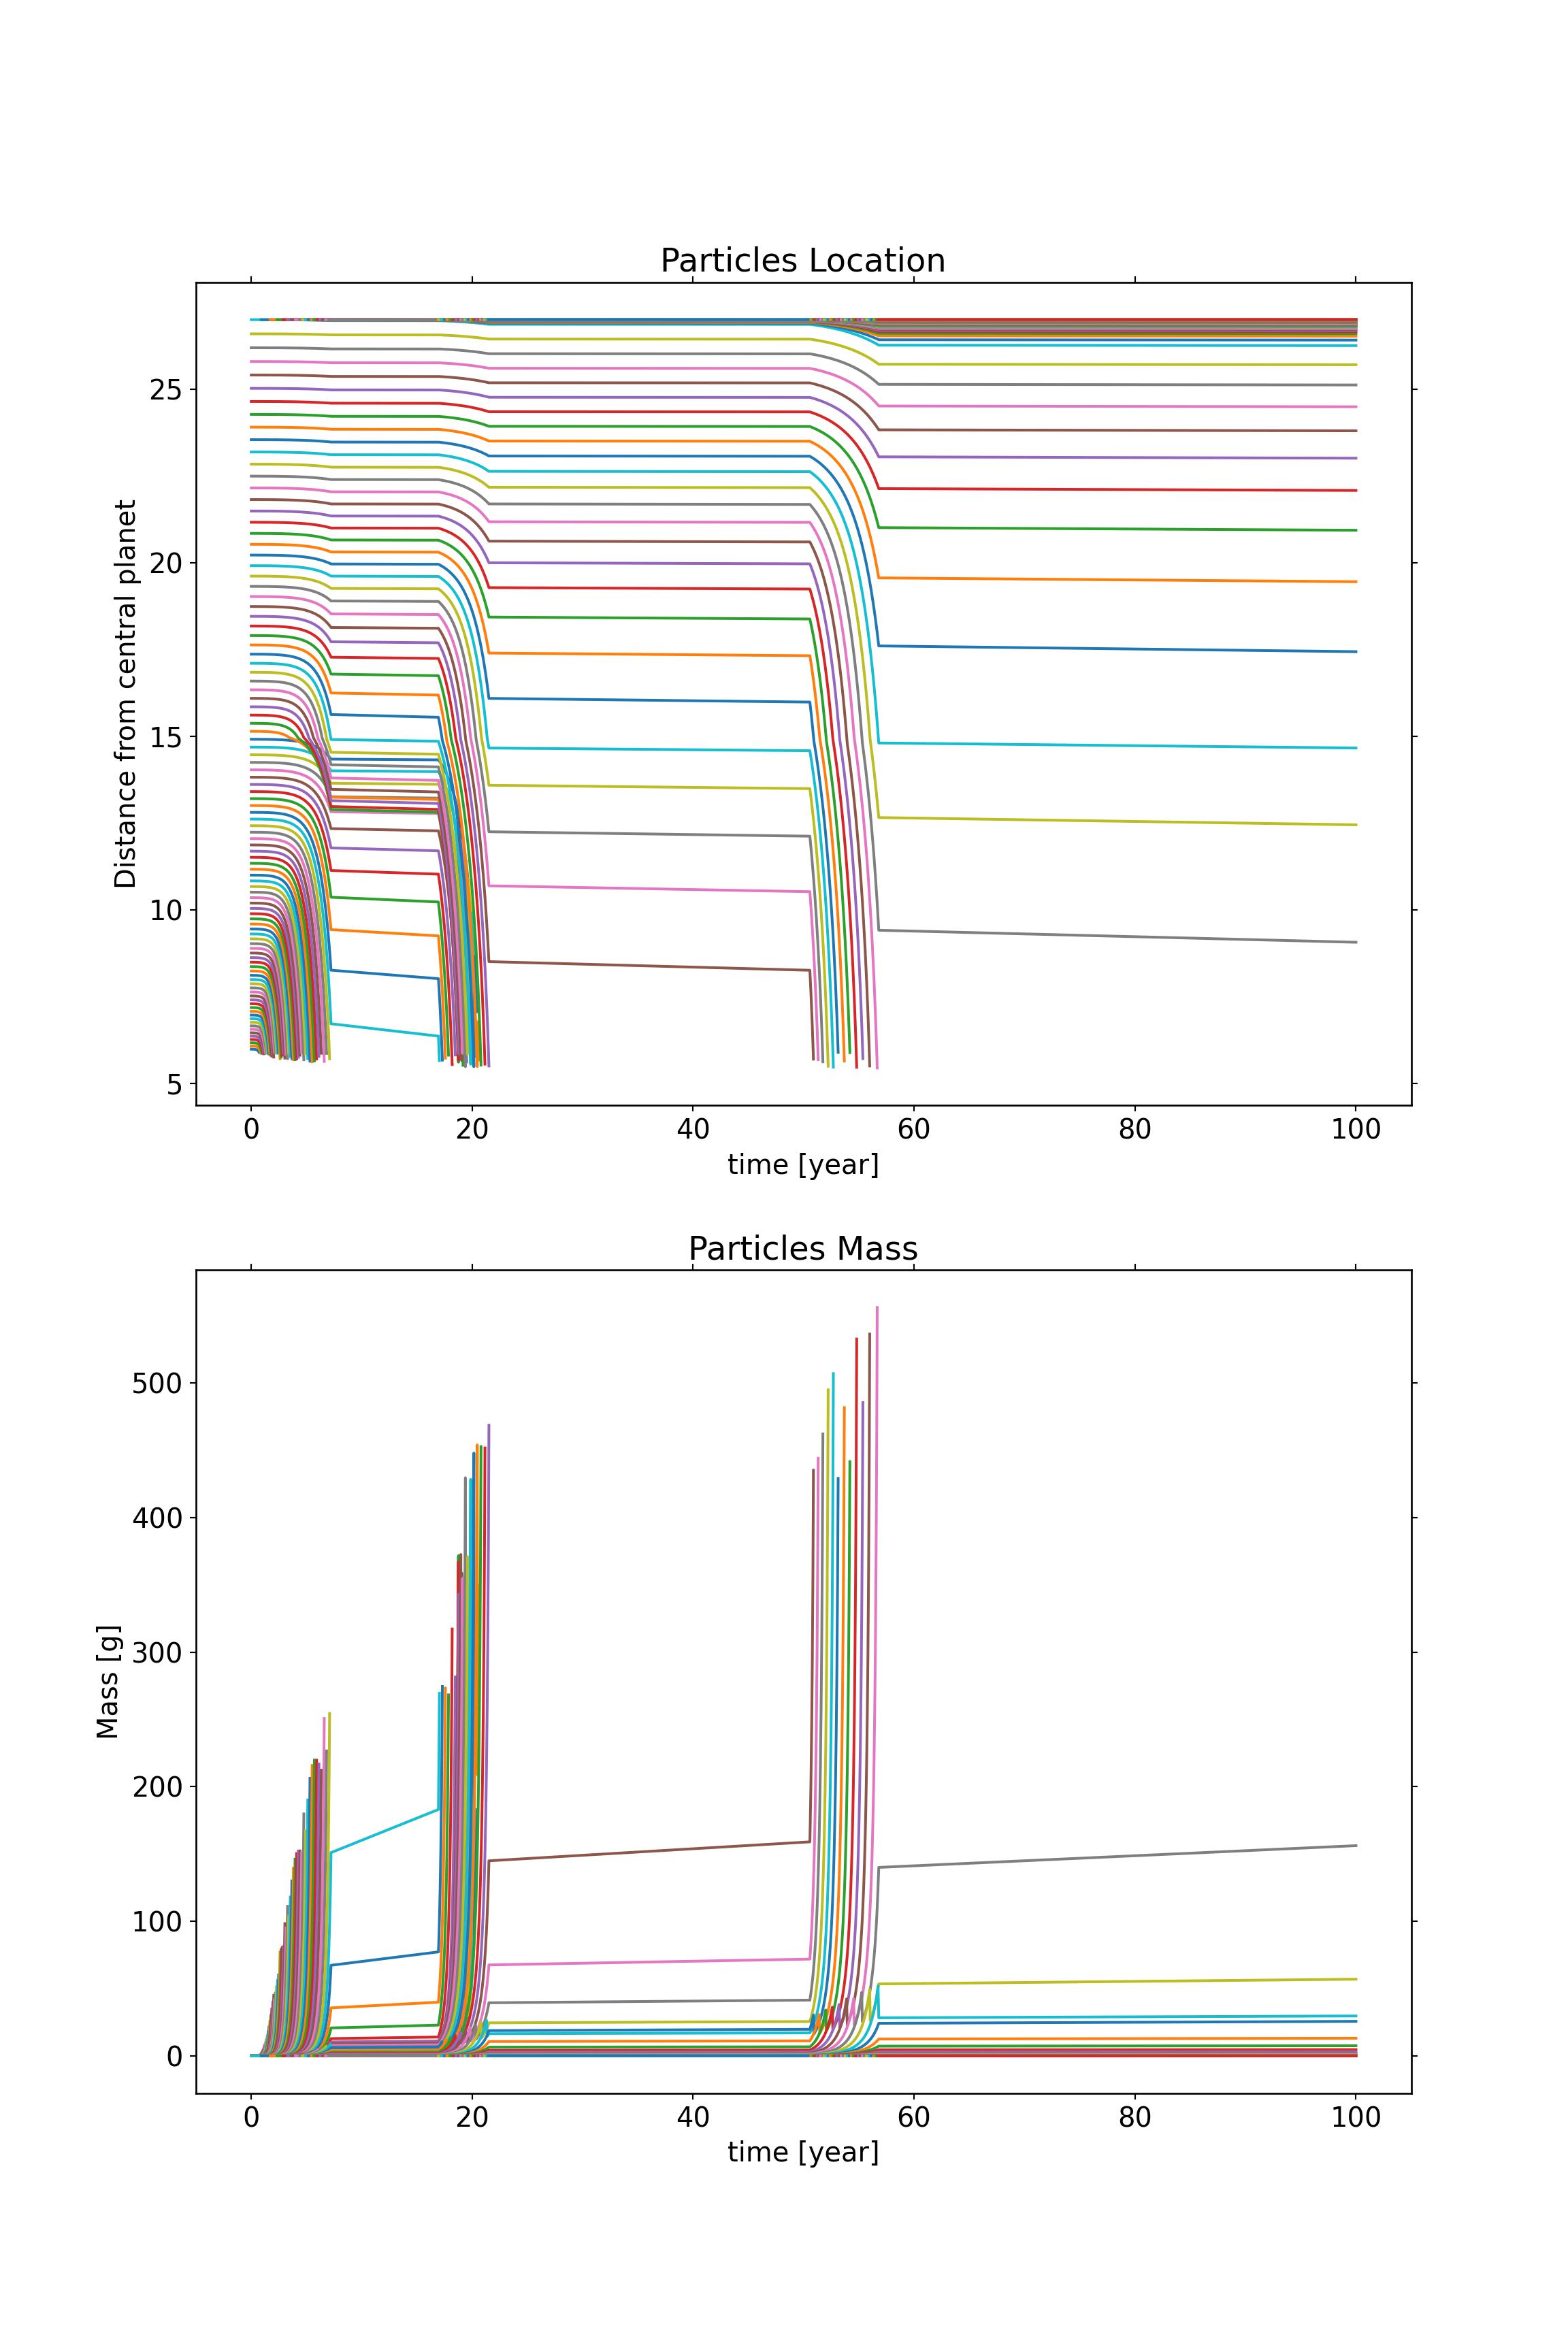 Particles Location
Distance from central planet
25
20
15
10
5
0 20 40 60 80 100
time [year]
Particles Mass
Mass [g]
500
400
300
200
100
0
0 20 40 60 80 100
time [year]